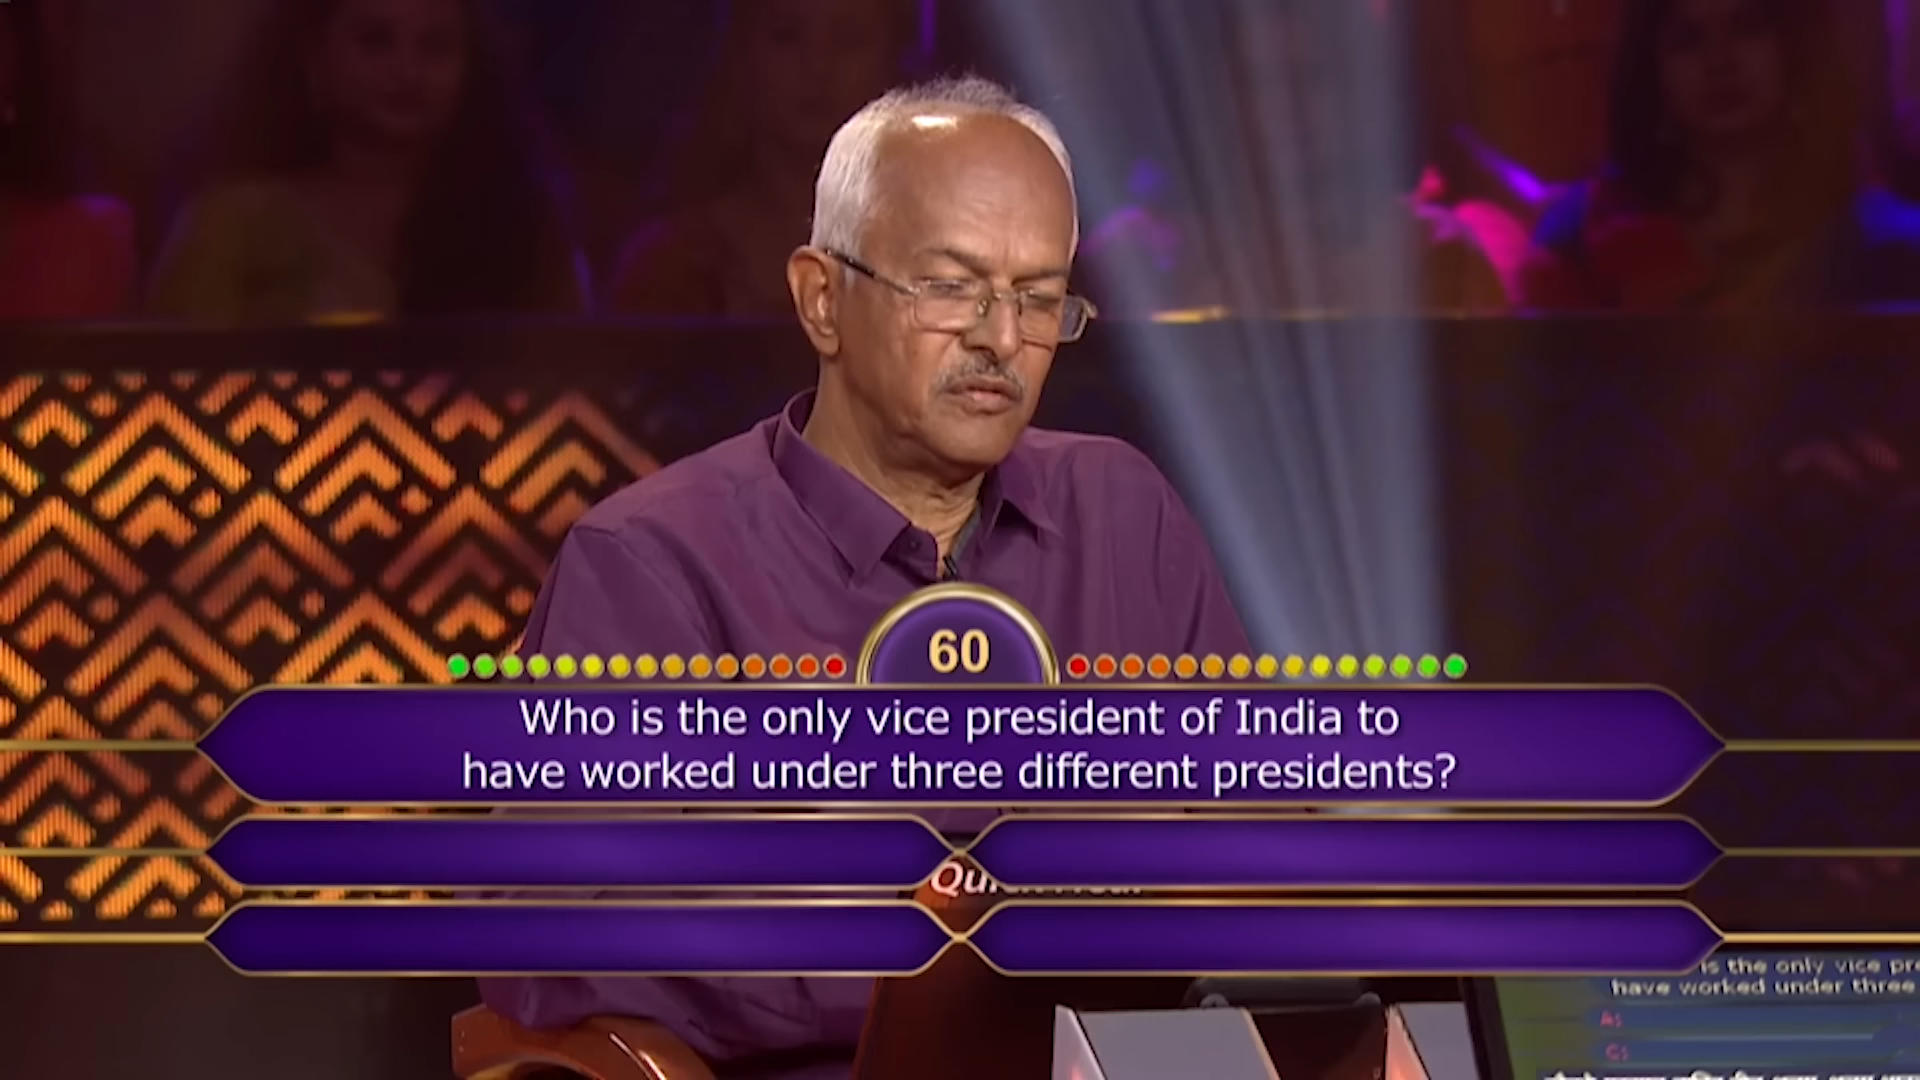 60
Who is the only vice president of India to
have worked under three different presidents?
is the only vice pre
have worked under three